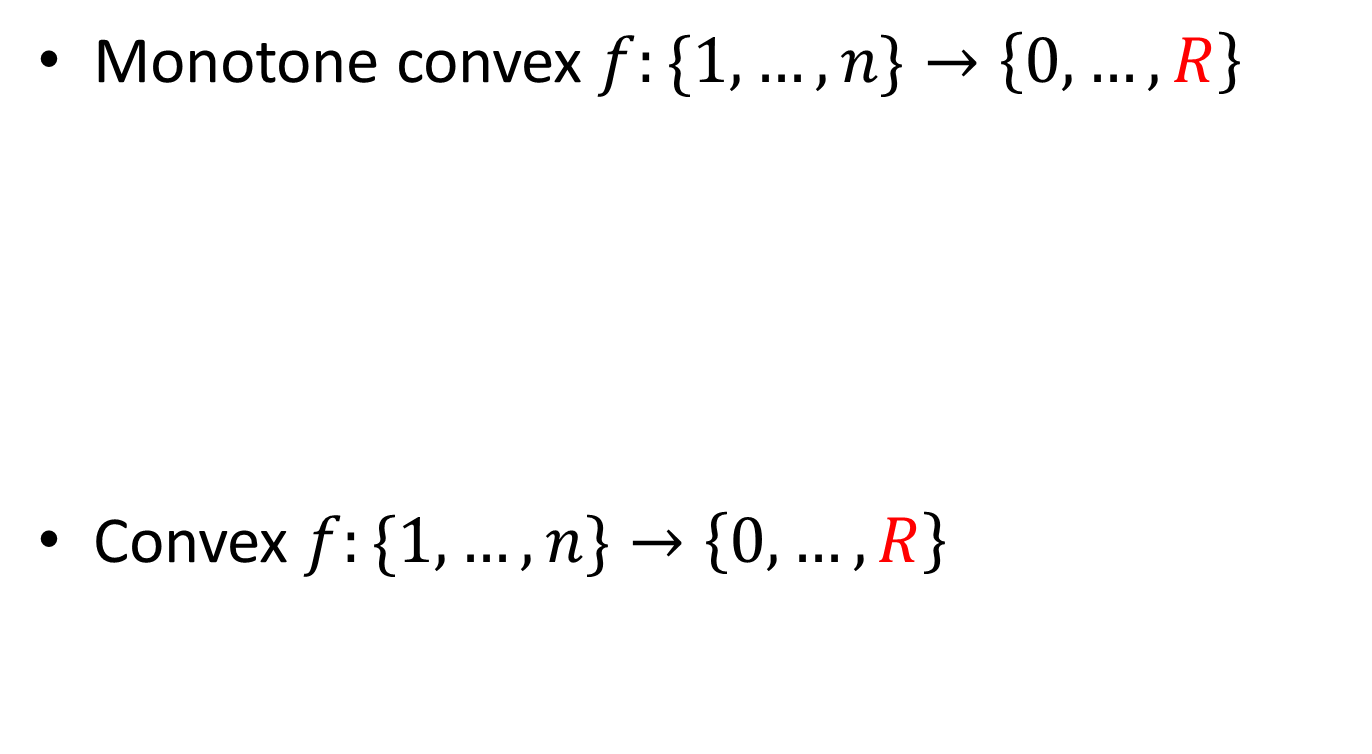 • Monotone convex 𝑓: {1, … , 𝑛} → {0, … , 𝑅}
• Convex 𝑓: {1, … , 𝑛} → {0, … , 𝑅}